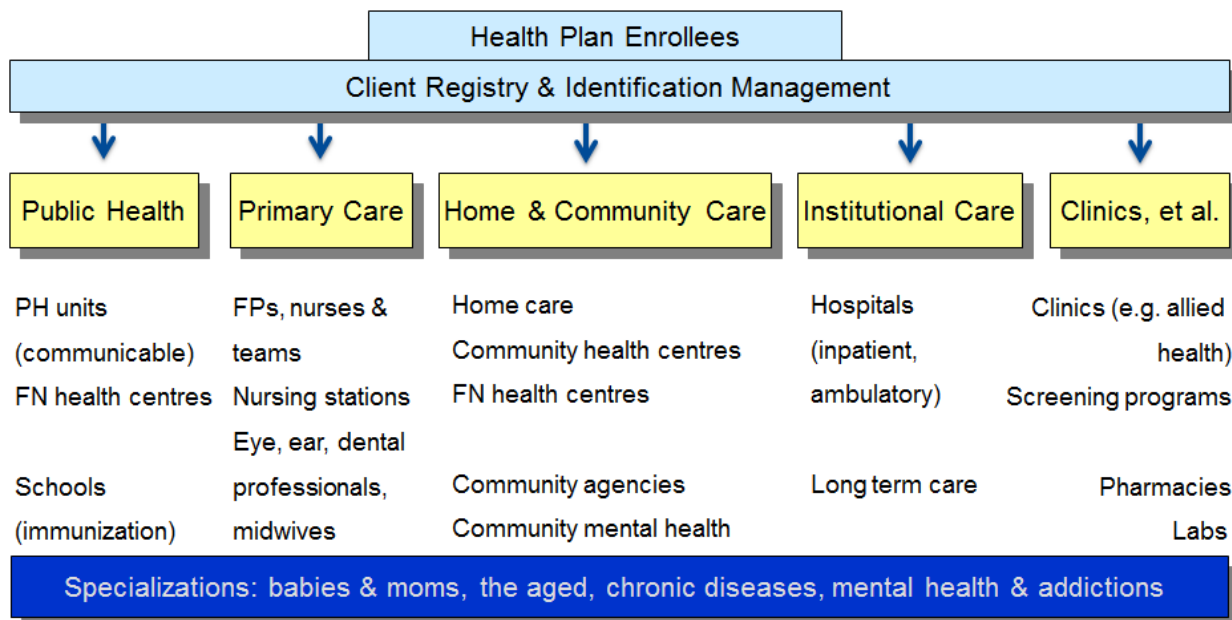 Health Plan Enrollees
Client Registry & Identification Management
Public Health
Primary Care
Home & Community Care
Institutional Care
Clinics, et al.
PH units
(communicable)
FN health centres
Schools
(immunization)
FPs, nurses &
teams
Nursing stations
Eye, ear, dental
professionals,
midwives
Home care
Community health centres
FN health centres
Community agencies
Community mental health
Hospitals
(inpatient,
ambulatory)
Long term care
Clinics (e.g. allied
health)
Screening programs
Pharmacies
Labs
Specializations: babies & moms, the aged, chronic diseases, mental health & addictions